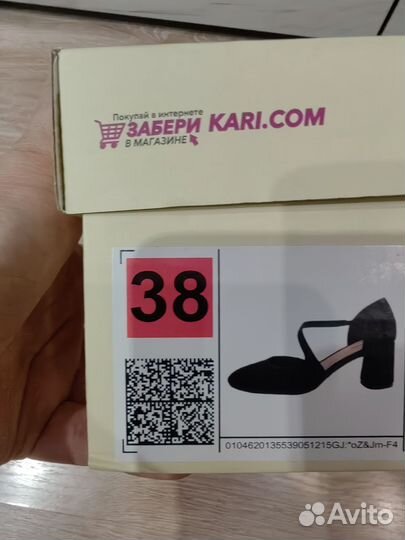 Покупай в интернете
ЗАБЕРИ KARI.COM
В МАГАЗИНЕ
38
0104620135539051215GJ:*oZ&Jm-F4
Avito